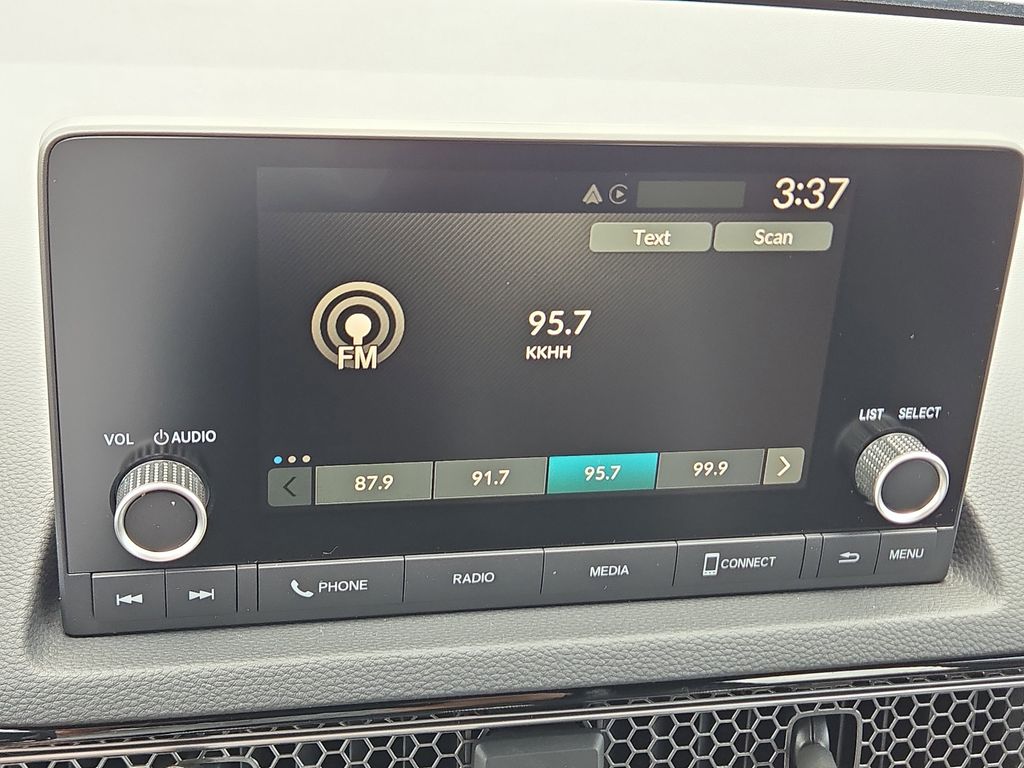 3:37
Text Scan
95.7
KKHH
FM
VOL AUDIO
LIST SELECT
87.9 91.7 95.7 99.9
PHONE RADIO MEDIA CONNECT MENU